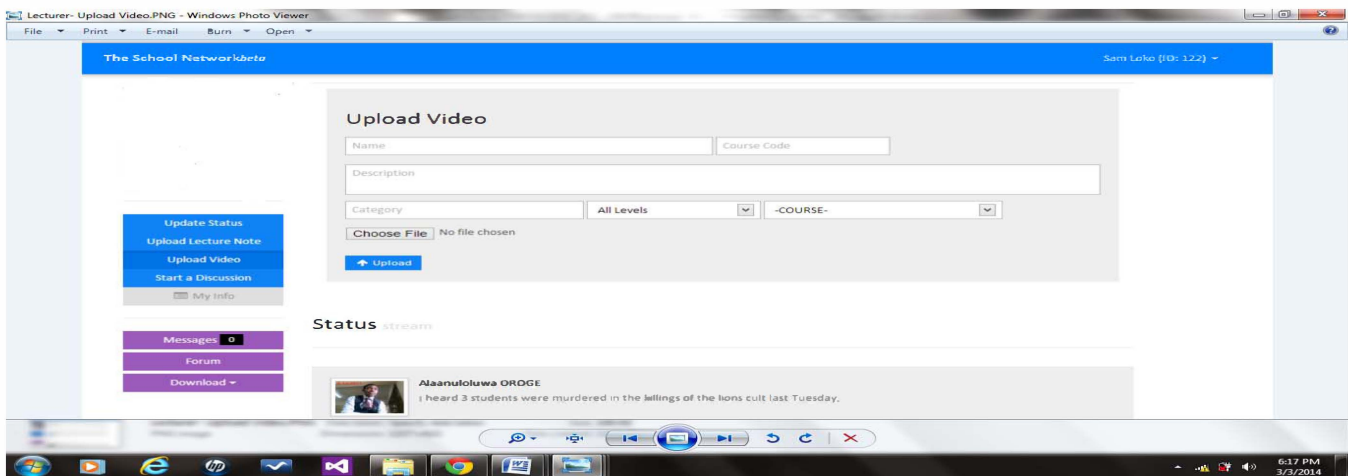 Lecturer- Upload Video.PNG - Windows Photo Viewer
File Print E-mail Burn Open
The School Networkbeta
Sam Loko (ID: 122)
Upload Video
Name
Course Code
Description
Category
All Levels
-COURSE-
Choose File No file chosen
Upload
Update Status
Upload Lecture Note
Upload Video
Start a Discussion
My Info
Messages 0
Forum
Download
Status stream
Alaanuloluwa OROGE
I heard 3 students were murdered in the killings of the lions cult last Tuesday.
hp
6:17 PM
3/3/2014